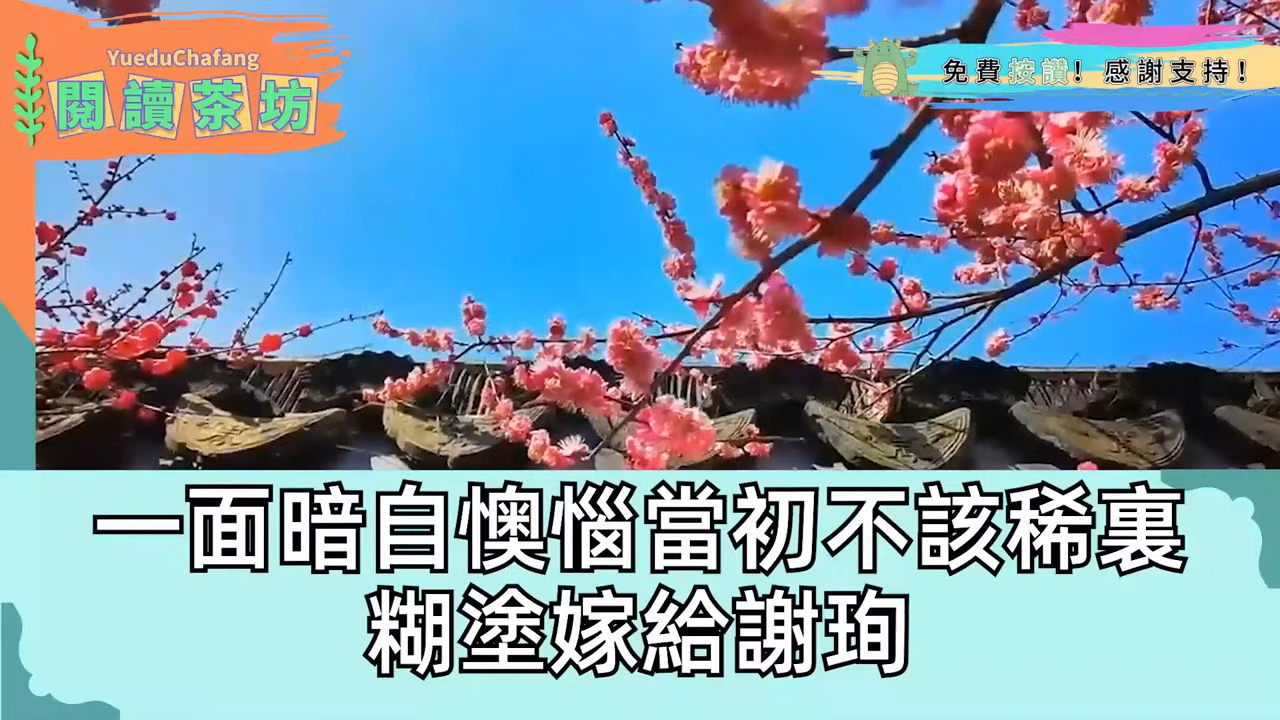 YueduChafang
閱讀茶坊
免費按讚！感謝支持！
一面暗自懊惱當初不該稀裏
糊塗嫁給謝珣